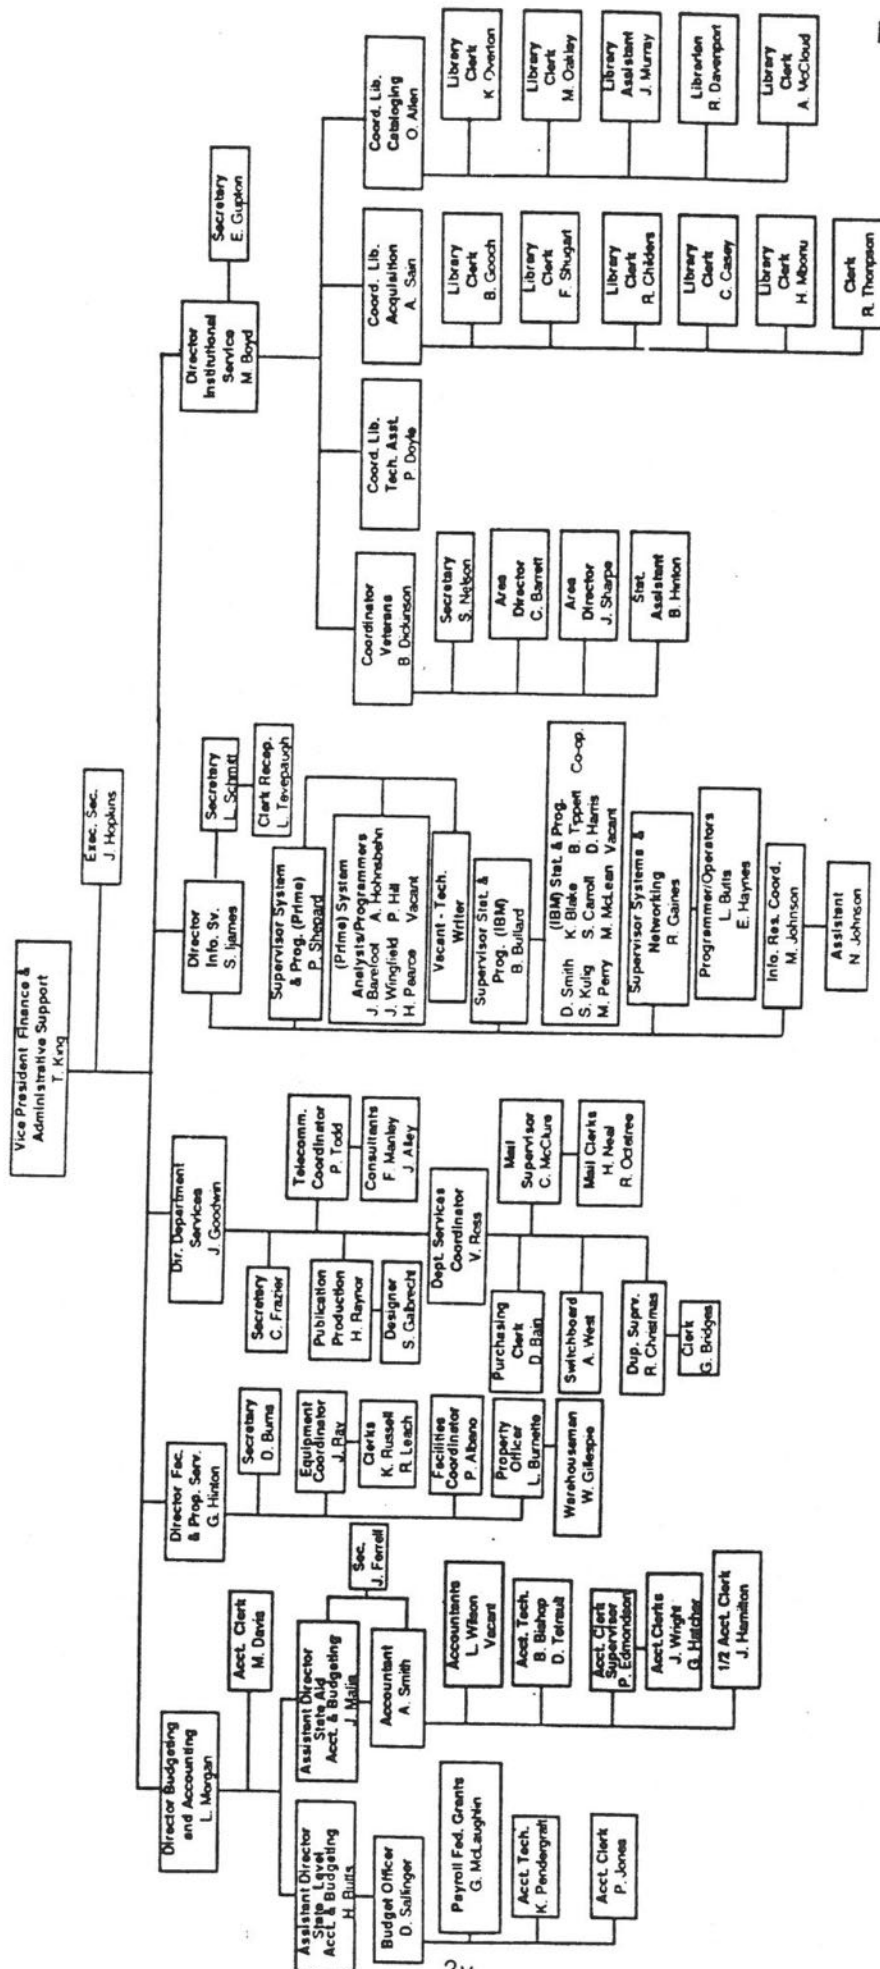 Vice President Finance &
Administrative Support
T. King
Exec. Sec.
J. Hopkins
Director Budgeting
and Accounting
L. Morgan
Acct. Clerk
M. Davis
Assistant Director
State Level
Acct. & Budgeting
H. Butts
Budget Officer
D. Salfinger
Payroll Fed. Grants
G. McLaughlin
Acct. Tech.
K. Pendergraft
Acct. Clerk
P. Jones
Assistant Director
State Aid
Acct. & Budgeting
J. Malin
Sec.
J. Ferrell
Accountant
A. Smith
Accountants
L. Wilson
Vacant
Acct. Tech.
B. Bishop
D. Tetrault
Acct. Clerk
Supervisor
P. Edmondson
Acct Clerks
J. Wright
G. Hatcher
1/2 Acct. Clerk
J. Hamilton
Director Fac.
& Prop. Serv.
G. Hinton
Secretary
D. Burns
Equipment
Coordinator
J. Ray
Clerks
K. Russell
R. Leach
Facilities
Coordinator
P. Albano
Property
Officer
L. Burnette
Warehouseman
W. Gillespie
Dir. Department
Services
J. Goodwin
Secretary
C. Frazier
Telecomm.
Coordinator
P. Todd
Consultants
F. Manley
J. Alley
Publication
Production
H. Raynor
Designer
S. Galbrecht
Dept. Services
Coordinator
V. Ross
Purchasing
Clerk
D. Bain
Switchboard
A. West
Dup. Suprv.
R. Christmas
Clerk
G. Bridges
Mail
Supervisor
C. McClure
Mail Clerks
H. Neal
R. Octetree
Director
Info. Sv.
S. Ijames
Secretary
L. Schmitt
Clerk Recep.
L. Tevepaugh
Supervisor System
& Prog. (Prime)
P. Shepard
(Prime) System
Analysts/Programmers
J. Barefoot A. Hohnsbehn
J. Wingfield P. Hill
H. Pearce Vacant
Vacant - Tech.
Writer
Supervisor Stat. &
Prog. (IBM)
B. Bullard
(IBM) Stat. & Prog.
D. Smith K. Blake B. Tippett Co-op.
S. Kulig S. Carroll D. Harris
M. Perry M. McLean Vacant
Supervisor Systems &
Networking
R. Gaines
Programmer/Operators
L. Butts
E. Haynes
Info. Res. Coord.
M. Johnson
Assistant
N. Johnson
Director
Institutional
Service
M. Boyd
Secretary
E. Gupton
Coordinator
Veterans
B. Dickinson
Secretary
S. Nelson
Area
Director
C. Barrett
Area
Director
J. Sharpe
Stat.
Assistant
B. Hinton
Coord. Lib.
Tech. Asst.
P. Doyle
Coord. Lib.
Acquisition
A. Sain
Library
Clerk
B. Gooch
Library
Clerk
F. Shugart
Library
Clerk
R. Childers
Library
Clerk
C. Casey
Library
Clerk
H. Mbonu
Clerk
R. Thompson
Coord. Lib.
Cataloging
O. Allen
Library
Clerk
K. Overton
Library
Clerk
M. Oakley
Library
Assistant
J. Murray
Librarian
R. Davenport
Library
Clerk
A. McCloud